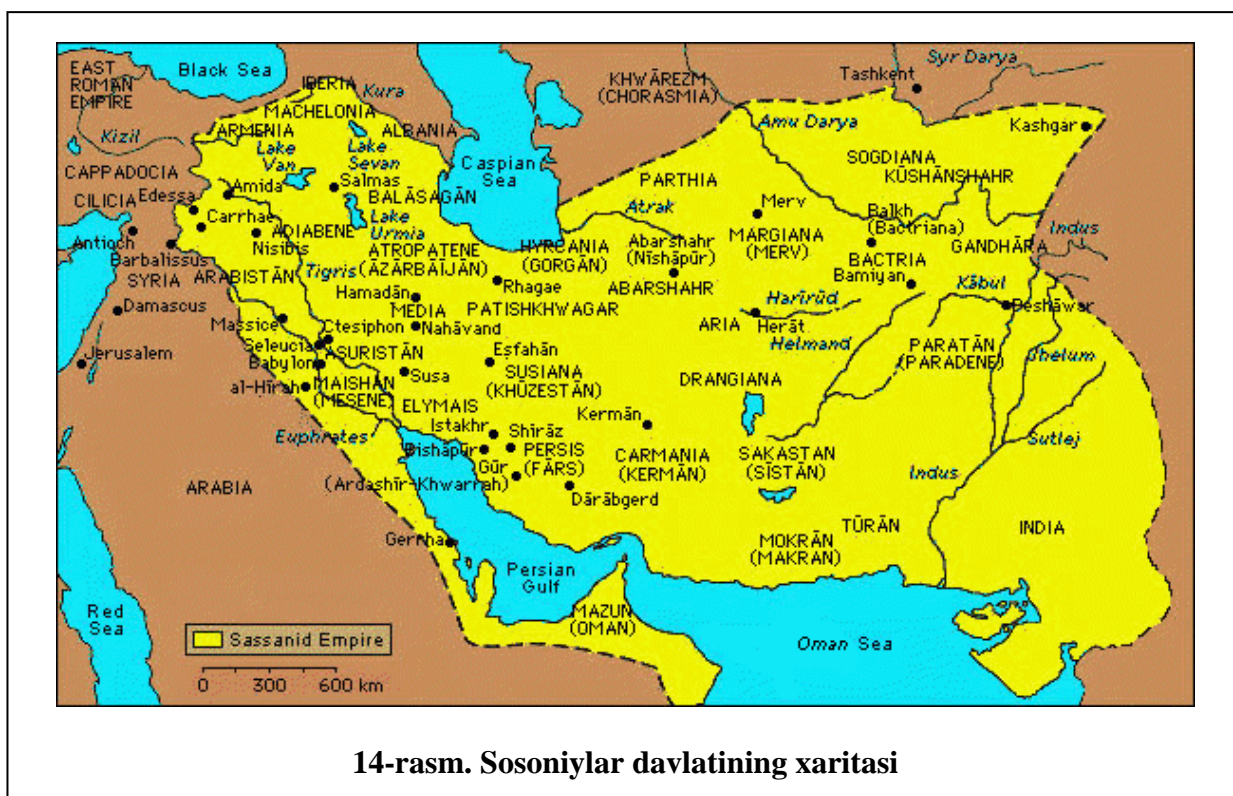 EAST
ROMAN
EMPIRE
Black Sea
IBERIA
Kura
MACHELONIA
ARMENIA
ALBANIA
Kizil
Lake
Van
Lake
Sevan
CAPPADOCIA
CILICIA
Edessa
Amida
Salmas
BALĀSAGĀN
Caspian
Sea
Carrhae
ADIABENE
Lake
Urmia
Antioch
Nisibis
ATROPATENE
(ĀZĀRBĀIJĀN)
Barbalissus
SYRIA
ARABISTĀN
Tigris
Hamadān
MEDIA
Rhagae
Damascus
Massice
Ctesiphon
Nahāvand
PATISHKHWAGAR
Seleucia
ASURISTĀN
Eṣfahān
Jerusalem
Babylon
al-Ḥīrah
MAISHĀN
(MESENE)
Susa
SUSIANA
(KHŪZESTĀN)
ELYMAIS
Euphrates
Istakhr
Shīrāz
Bishāpūr
PERSIS
(FĀRS)
Gūr
(Ardashīr-Khwarrah)
Dārābgerd
ARABIA
Gerrha
Persian
Gulf
MAZUN
(OMAN)
Red
Sea
Oman Sea
KHWĀREZM
(CHORASMIA)
Tashkent
Syr Darya
Amu Darya
Kashgar
SOGDIANA
KŪSHĀNSHAHR
PARTHIA
Atrak
Merv
Balkh
(Bactriana)
Indus
HYRCANIA
(GORGĀN)
Abarshahr
(Nīshāpūr)
MARGIANA
(MERV)
GANDHĀRA
BACTRIA
Bamiyan
ABARSHAHR
Harīrūd
Kābul
ARIA
Herāt
Peshāwar
Helmand
PARATĀN
(PARADENE)
Jhelum
DRANGIANA
Kermān
CARMANIA
(KERMĀN)
SAKASTAN
(SĪSTĀN)
Sutlej
Indus
TŪRĀN
INDIA
MOKRĀN
(MAKRAN)
Sassanid Empire
0 300 600 km
14-rasm. Sosoniylar davlatining xaritasi